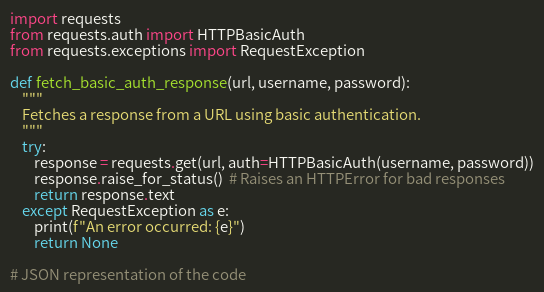 import requests
from requests.auth import HTTPBasicAuth
from requests.exceptions import RequestException

def fetch_basic_auth_response(url, username, password):
    """
    Fetches a response from a URL using basic authentication.
    """
    try:
        response = requests.get(url, auth=HTTPBasicAuth(username, password))
        response.raise_for_status()  # Raises an HTTPError for bad responses
        return response.text
    except RequestException as e:
        print(f"An error occurred: {e}")
        return None

# JSON representation of the code